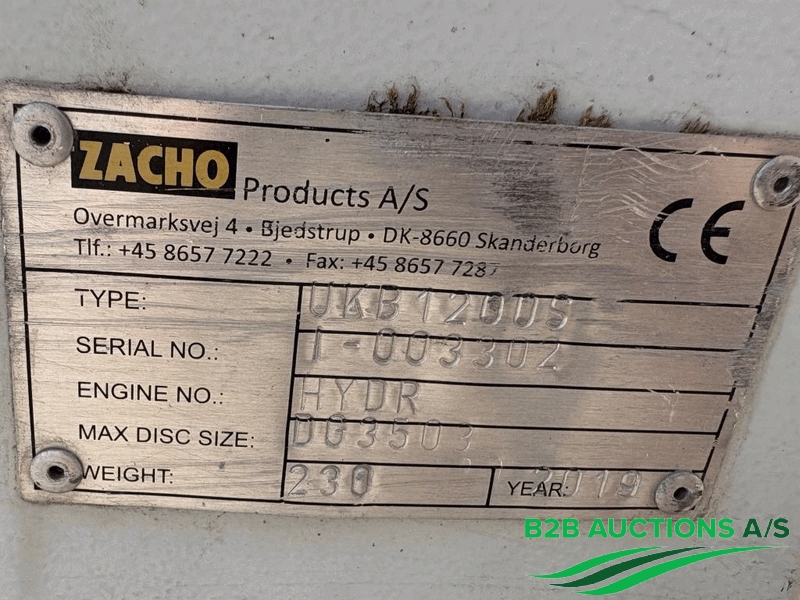 ZACHO Products A/S
Overmarksvej 4 • Bjedstrup • DK-8660 Skanderborg
Tlf.: +45 8657 7222 • Fax: +45 8657 7287
CE
TYPE: UKB1200S
SERIAL NO.: 1-003302
ENGINE NO.: HYDR
MAX DISC SIZE: DG3503
WEIGHT: 230 YEAR: 2019
B2B AUCTIONS A/S